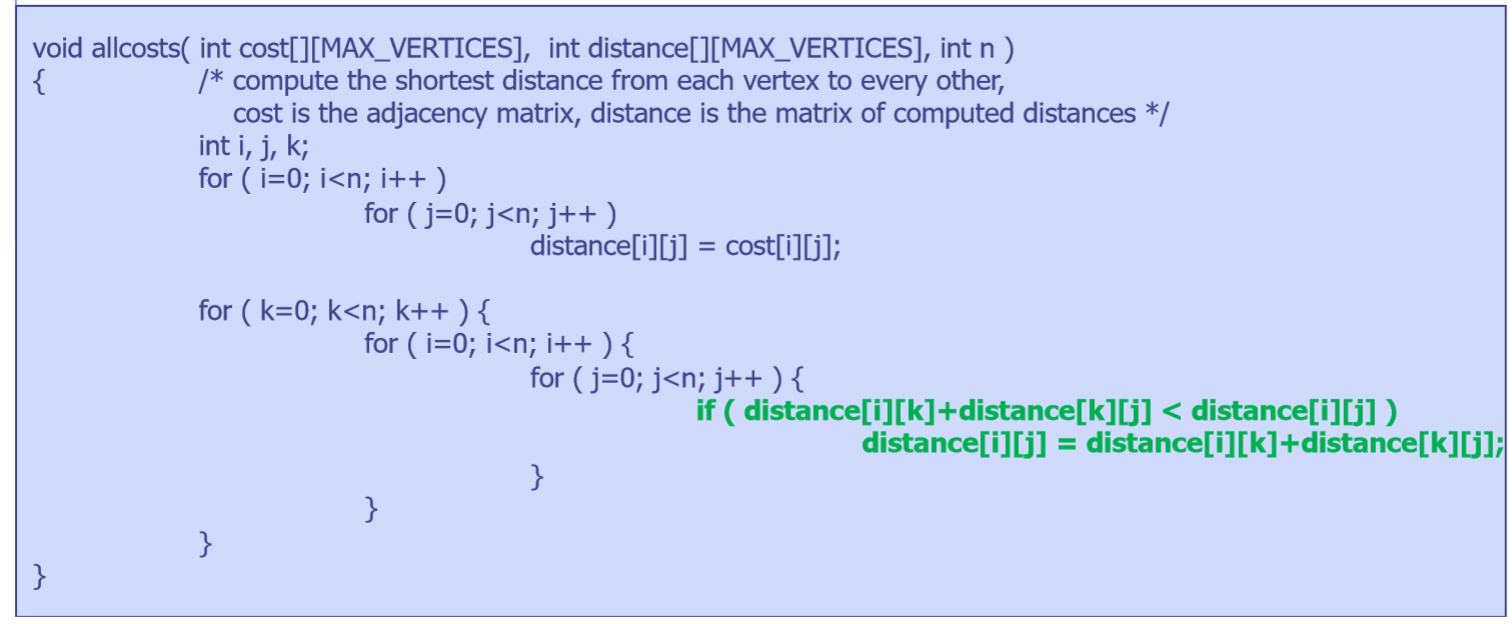 void allcosts( int cost[][MAX_VERTICES], int distance[][MAX_VERTICES], int n )
{ /* compute the shortest distance from each vertex to every other,
cost is the adjacency matrix, distance is the matrix of computed distances */
int i, j, k;
for ( i=0; i<n; i++ )
for ( j=0; j<n; j++ )
distance[i][j] = cost[i][j];
for ( k=0; k<n; k++ ) {
for ( i=0; i<n; i++ ) {
for ( j=0; j<n; j++ ) {
if ( distance[i][k]+distance[k][j] < distance[i][j] )
distance[i][j] = distance[i][k]+distance[k][j];
}
}
}
}